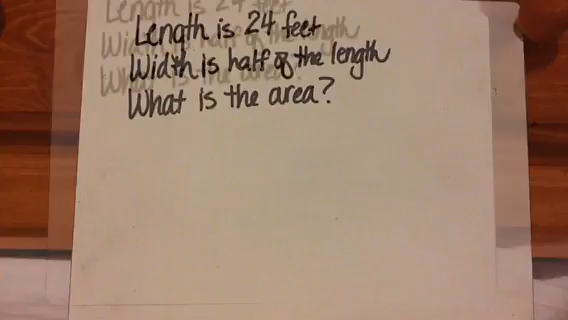 Length is 24 feet
Width is half of the length
What is the area?